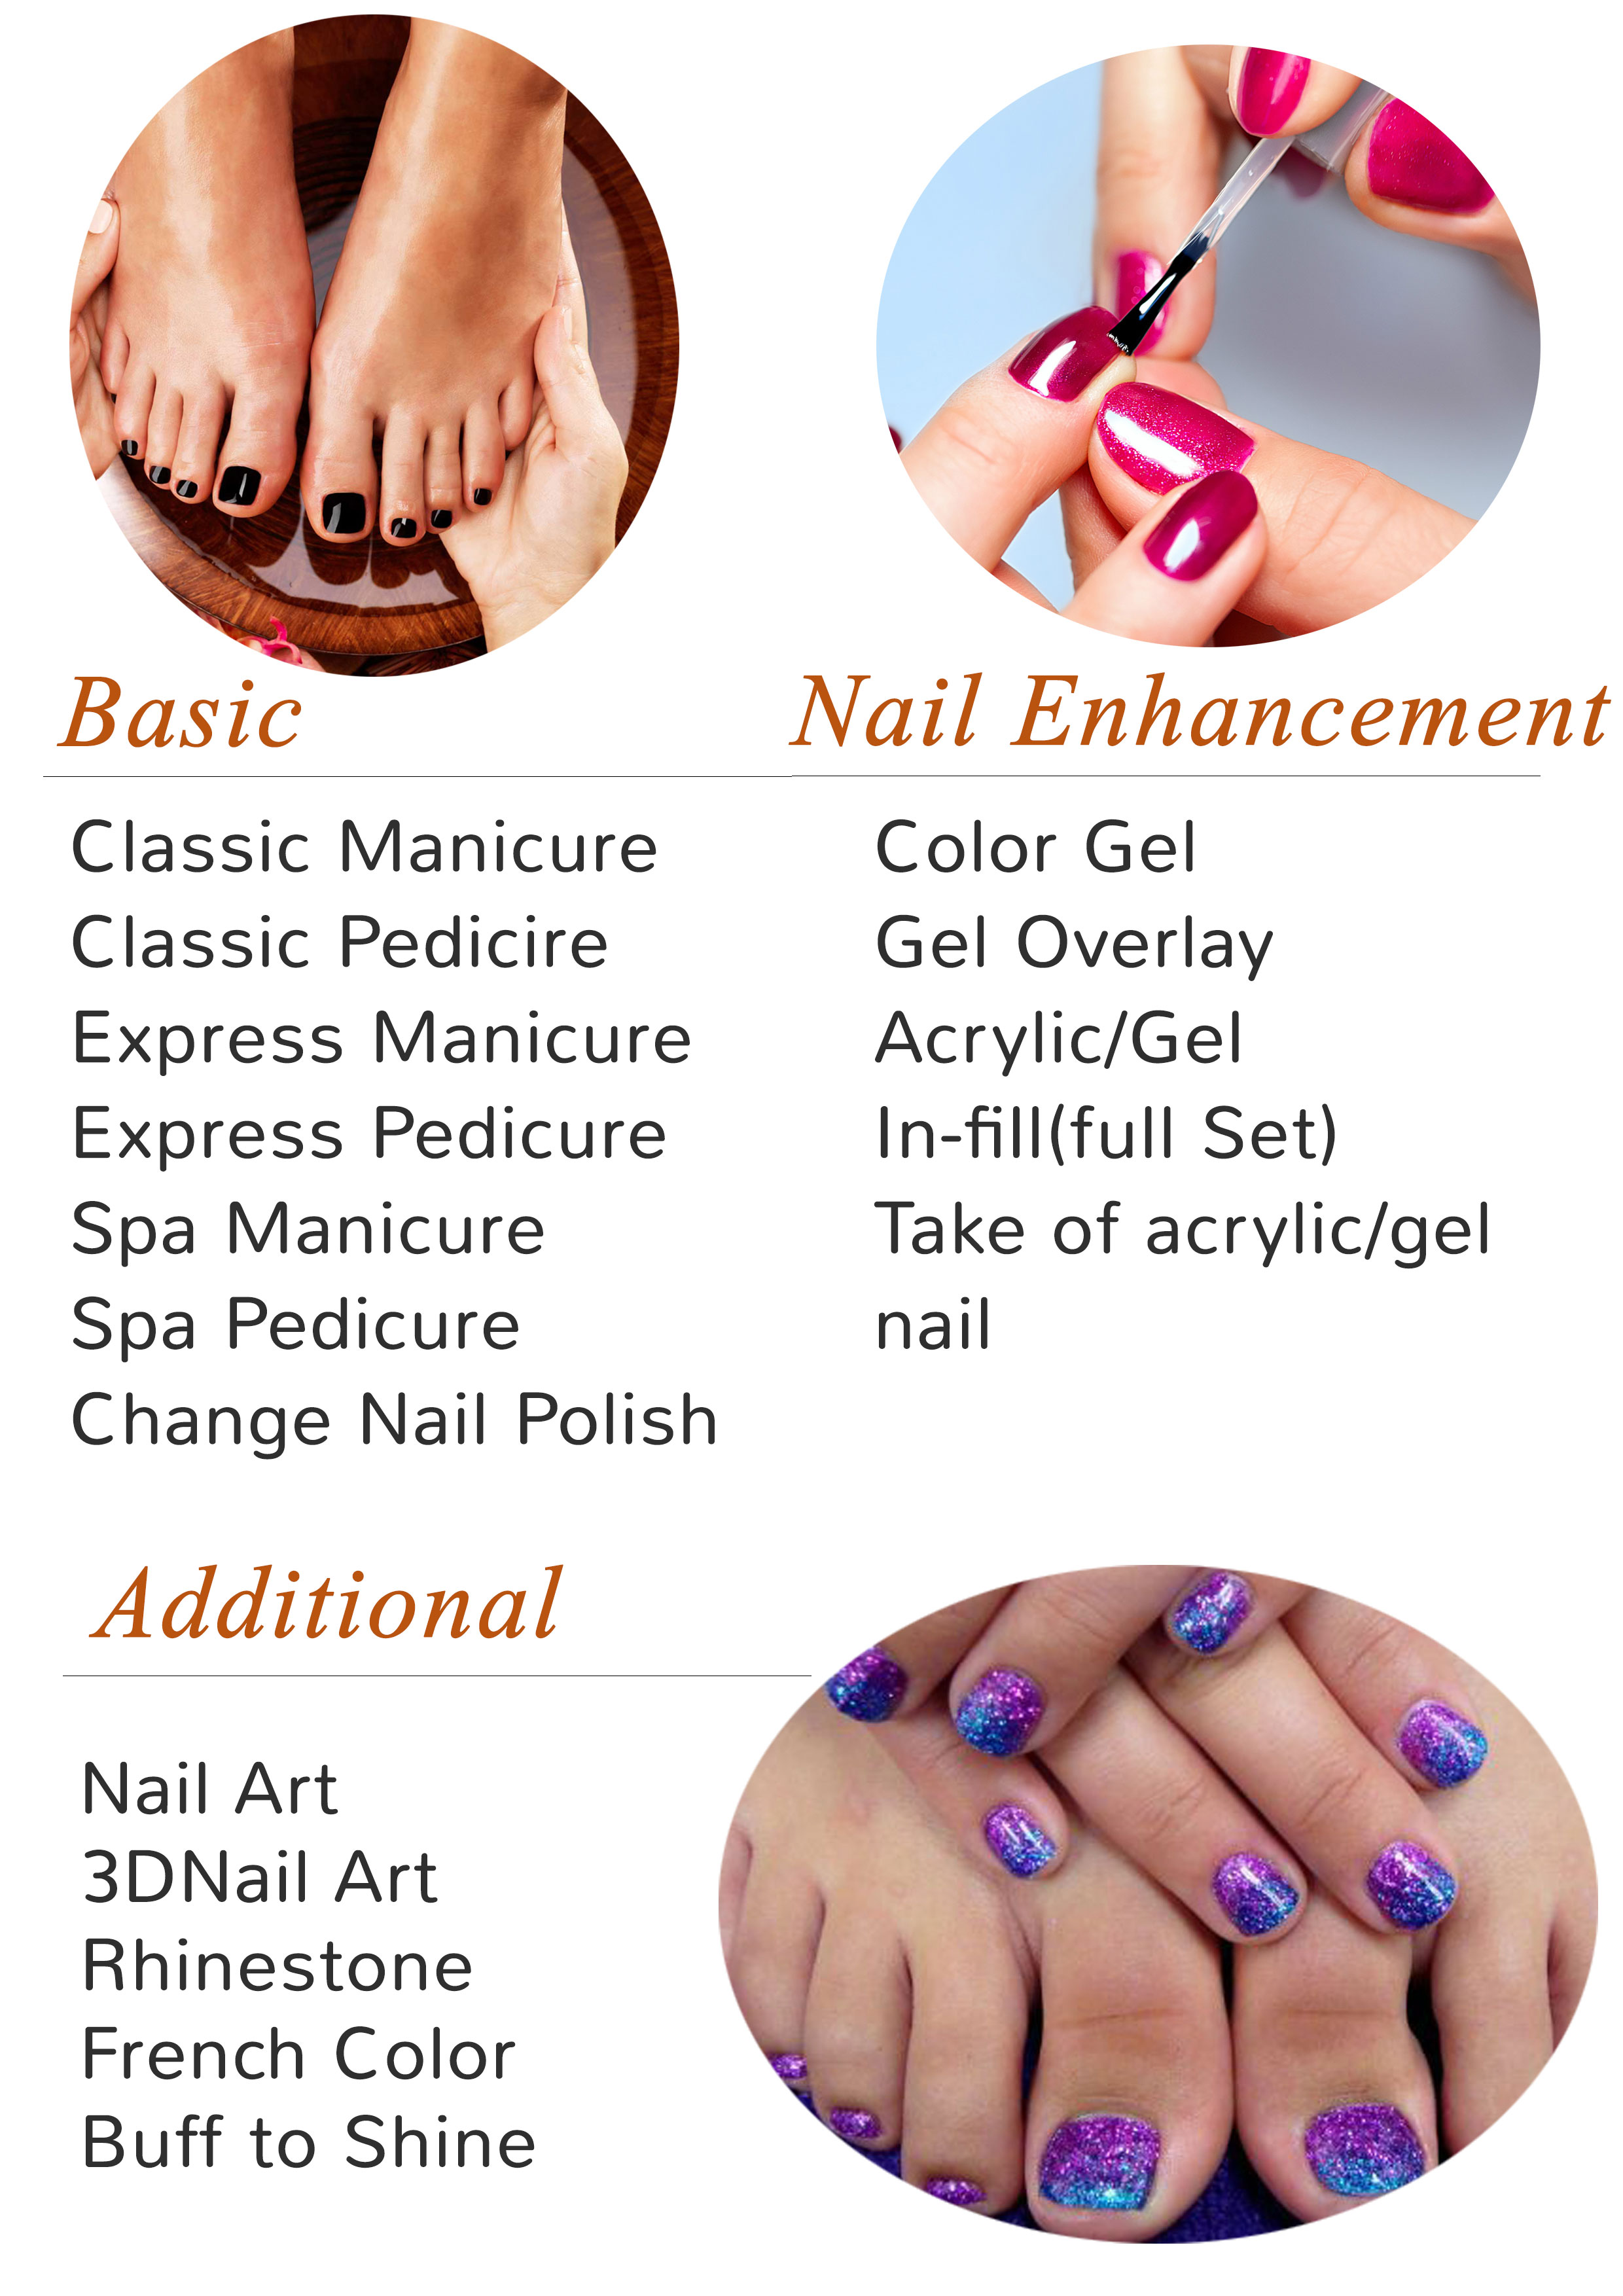 Basic
Classic Manicure
Classic Pedicire
Express Manicure
Express Pedicure
Spa Manicure
Spa Pedicure
Change Nail Polish
Nail Enhancement
Color Gel
Gel Overlay
Acrylic/Gel
In-fill(full Set)
Take of acrylic/gel
nail
Additional
Nail Art
3DNail Art
Rhinestone
French Color
Buff to Shine